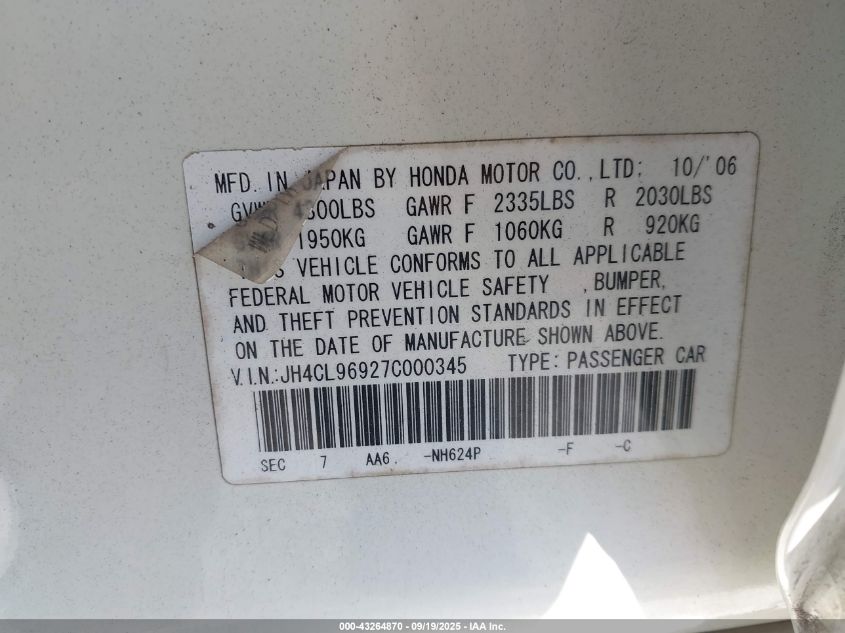 MFD. IN JAPAN BY HONDA MOTOR CO.,LTD; 10/'06
4300LBS GAWR F 2335LBS R 2030LBS
1950KG GAWR F 1060KG R 920KG
VEHICLE CONFORMS TO ALL APPLICABLE
FEDERAL MOTOR VEHICLE SAFETY , BUMPER,
AND THEFT PREVENTION STANDARDS IN EFFECT
ON THE DATE OF MANUFACTURE SHOWN ABOVE.
V.I.N.:JH4CL96927C000345 TYPE: PASSENGER CAR
SEC 7 AA6. -NH624P -F -C
000-43264870 - 09/19/2025 - IAA Inc.